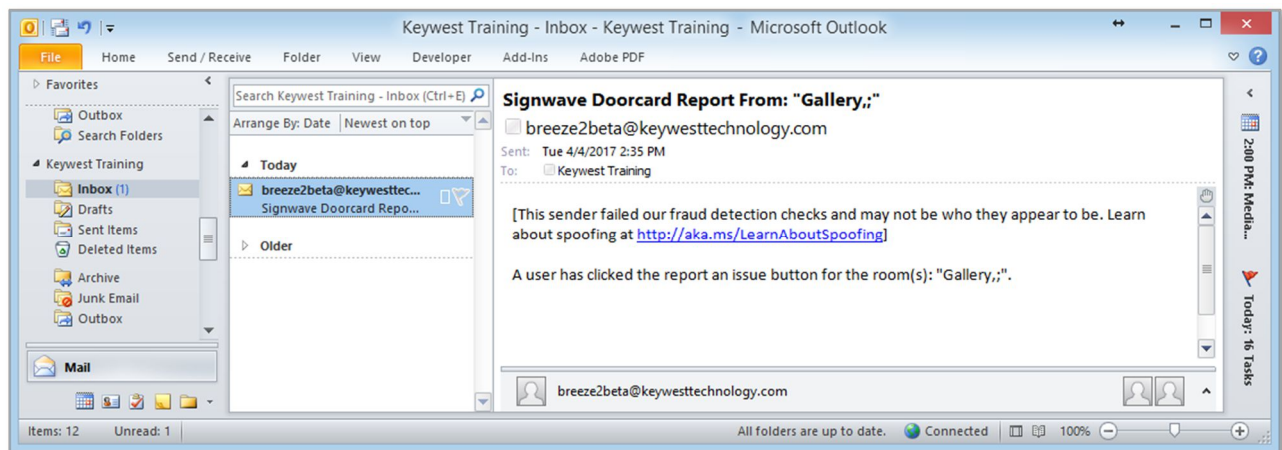 Keywest Training - Inbox - Keywest Training - Microsoft Outlook
File Home Send / Receive Folder View Developer Add-Ins Adobe PDF
Favorites
Outbox
Search Folders
Keywest Training
Inbox (1)
Drafts
Sent Items
Deleted Items
Archive
Junk Email
Outbox
Mail
Search Keywest Training - Inbox (Ctrl+E)
Arrange By: Date Newest on top
Today
breeze2beta@keywesttec...
Signwave Doorcard Repo...
Older
Signwave Doorcard Report From: "Gallery,;"
breeze2beta@keywesttechnology.com
Sent: Tue 4/4/2017 2:35 PM
To: Keywest Training
[This sender failed our fraud detection checks and may not be who they appear to be. Learn
about spoofing at http://aka.ms/LearnAboutSpoofing]
A user has clicked the report an issue button for the room(s): "Gallery,;".
breeze2beta@keywesttechnology.com
2:00 PM: Media...
Today: 16 Tasks
Items: 12 Unread: 1 All folders are up to date. Connected 100%